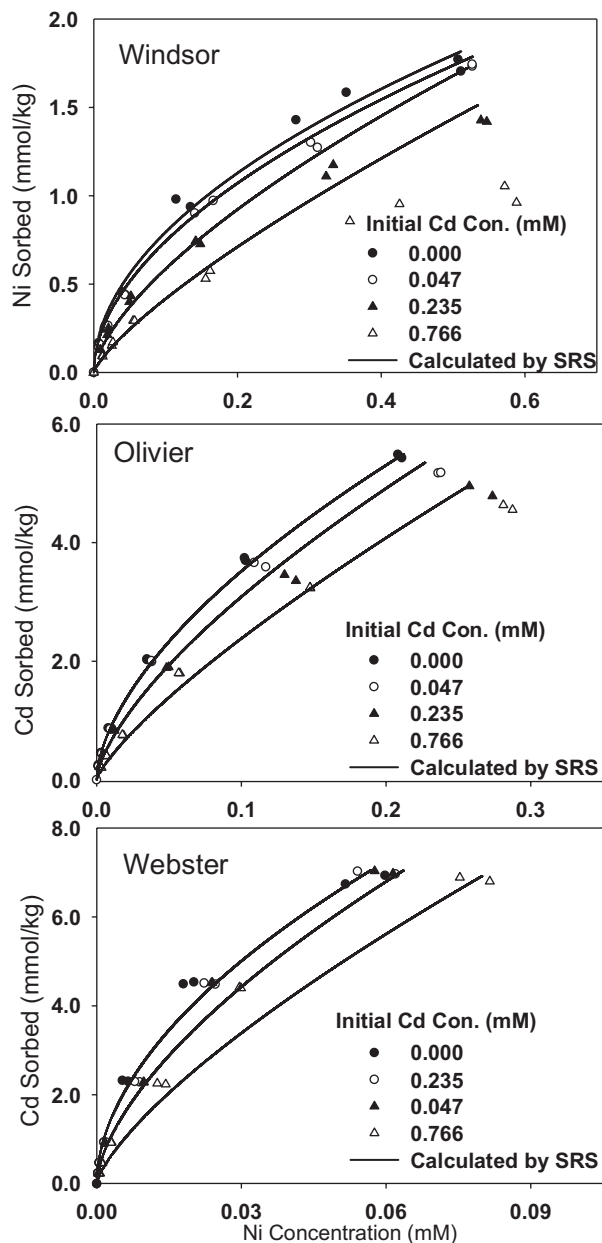 2.0
Windsor
1.5
1.0
0.5
0.0
Ni Sorbed (mmol/kg)
Initial Cd Con. (mM)
0.000
0.047
0.235
0.766
Calculated by SRS
0.0 0.2 0.4 0.6
6.0
Olivier
4.0
2.0
0.0
Cd Sorbed (mmol/kg)
Initial Cd Con. (mM)
0.000
0.047
0.235
0.766
Calculated by SRS
0.0 0.1 0.2 0.3
8.0
Webster
6.0
4.0
2.0
0.0
Cd Sorbed (mmol/kg)
Initial Cd Con. (mM)
0.000
0.235
0.047
0.766
Calculated by SRS
0.00 0.03 0.06 0.09
Ni Concentration (mM)